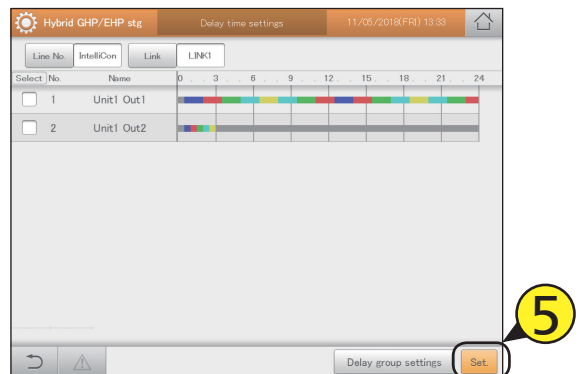 Hybrid GHP/EHP stg Delay time settings 11/05/2018(FRI) 13:33
Line No. IntelliCon Link LINK1
Select No. Name 0 . . 3 . . 6 . . 9 . . 12 . . 15 . . 18 . . 21 . . 24
1 Unit1 Out1
2 Unit1 Out2
5
Delay group settings Set.